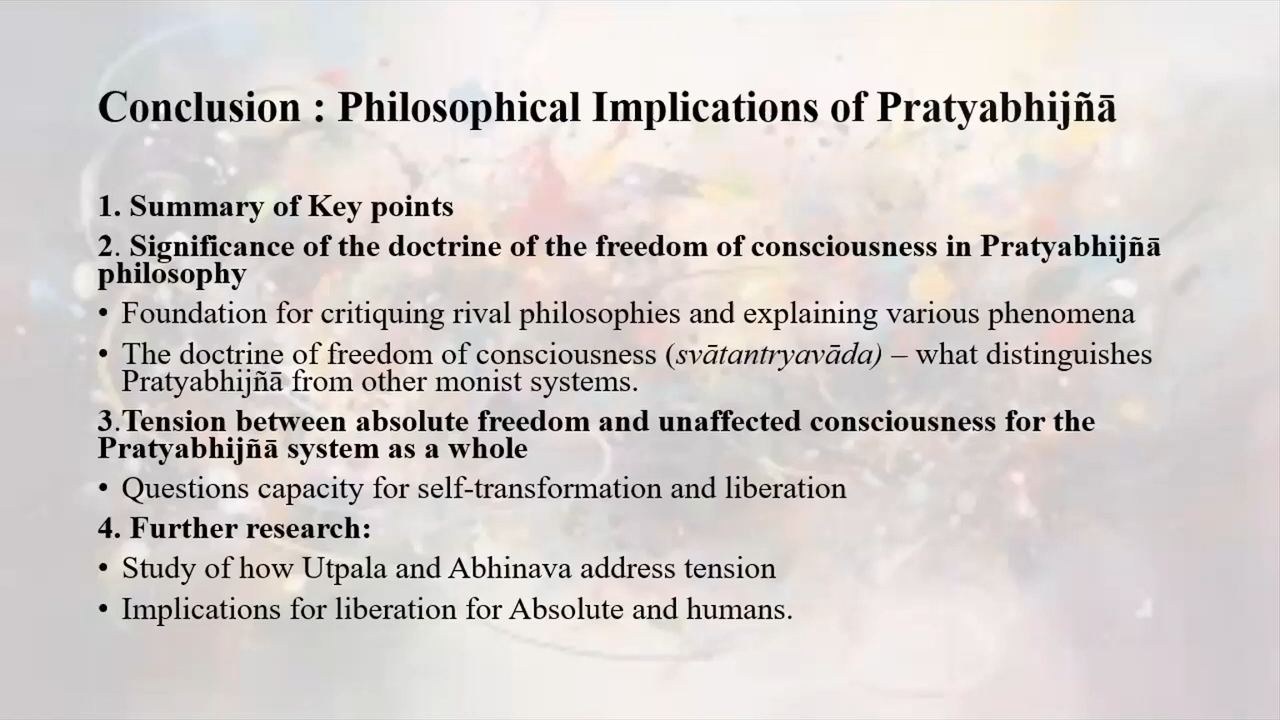 Conclusion : Philosophical Implications of Pratyabhijñā
1. Summary of Key points
2. Significance of the doctrine of the freedom of consciousness in Pratyabhijñā
philosophy
• Foundation for critiquing rival philosophies and explaining various phenomena
• The doctrine of freedom of consciousness (svātantryavāda) – what distinguishes
Pratyabhijñā from other monist systems.
3.Tension between absolute freedom and unaffected consciousness for the
Pratyabhijñā system as a whole
• Questions capacity for self-transformation and liberation
4. Further research:
• Study of how Utpala and Abhinava address tension
• Implications for liberation for Absolute and humans.